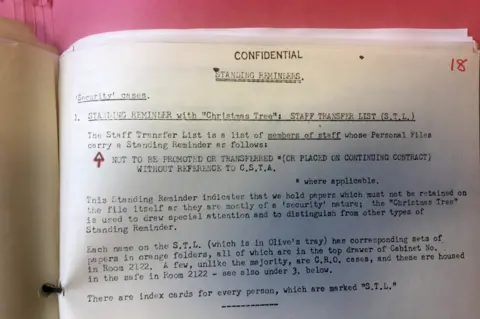 CONFIDENTIAL
18
STANDING REMINDERS.
'Security' cases.
1. STANDING REMINDER with "Christmas Tree": STAFF TRANSFER LIST (S.T.L.)
The Staff Transfer List is a list of members of staff whose Personal Files
carry a Standing Reminder as follows:
NOT TO BE PROMOTED OR TRANSFERRED *(OR PLACED ON CONTINUING CONTRACT)
WITHOUT REFERENCE TO C.S.T.A.
* where applicable.
This Standing Reminder indicates that we hold papers which must not be retained on
the file itself as they are mostly of a 'security' nature; the "Christmas Tree"
is used to draw special attention and to distinguish from other types of
Standing Reminder.
Each name on the S.T.L. (which is in Olive's tray) has corresponding sets of
papers in orange folders, all of which are in the top drawer of Cabinet No.
in Room 2122. A few, unlike the majority, are C.R.O. cases, and these are housed
in the safe in Room 2122 - see also under 3. below.
There are index cards for every person, which are marked "S.T.L."